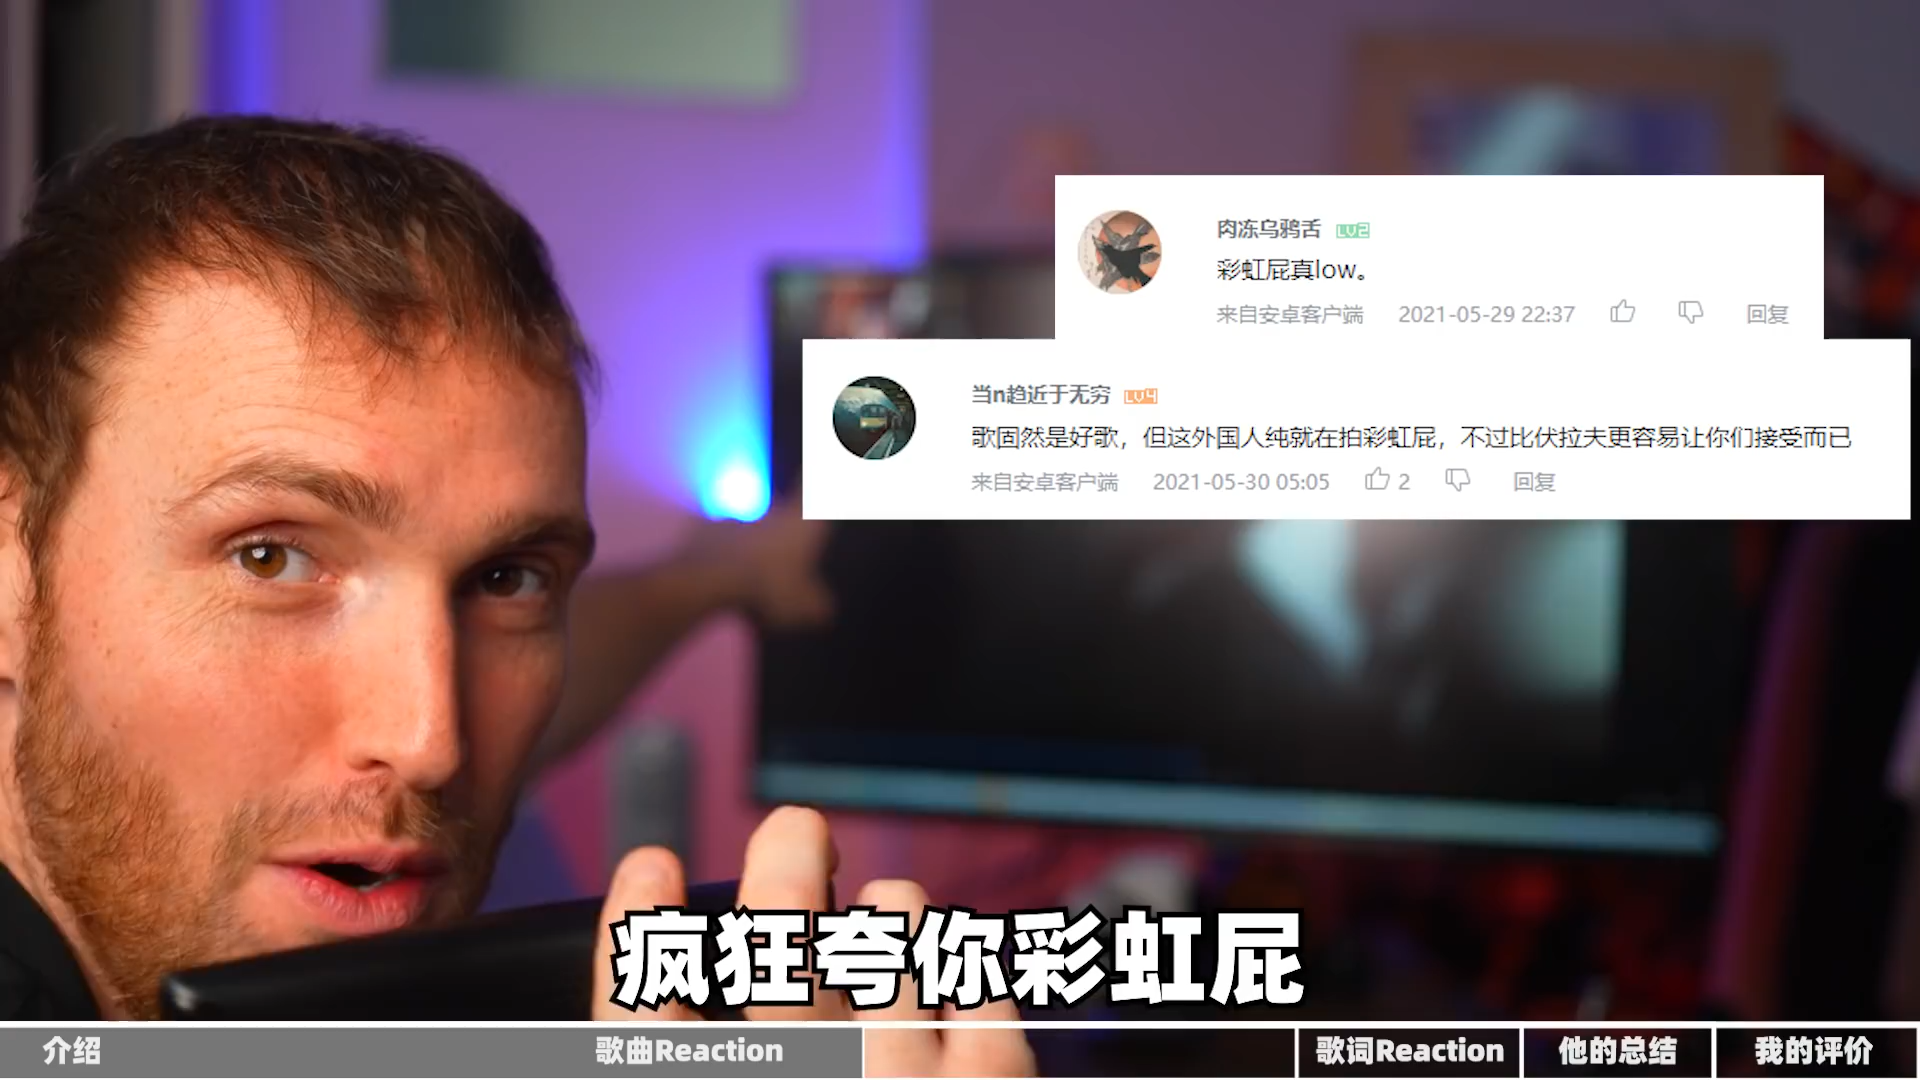 肉冻乌鸦舌 LV2
彩虹屁真low。
来自安卓客户端 2021-05-29 22:37 回复
当n趋近于无穷 LV4
歌固然是好歌，但这外国人纯就在拍彩虹屁，不过比伏拉夫更容易让你们接受而已
来自安卓客户端 2021-05-30 05:05 2 回复
疯狂夸你彩虹屁
介绍 歌曲Reaction 歌词Reaction 他的总结 我的评价